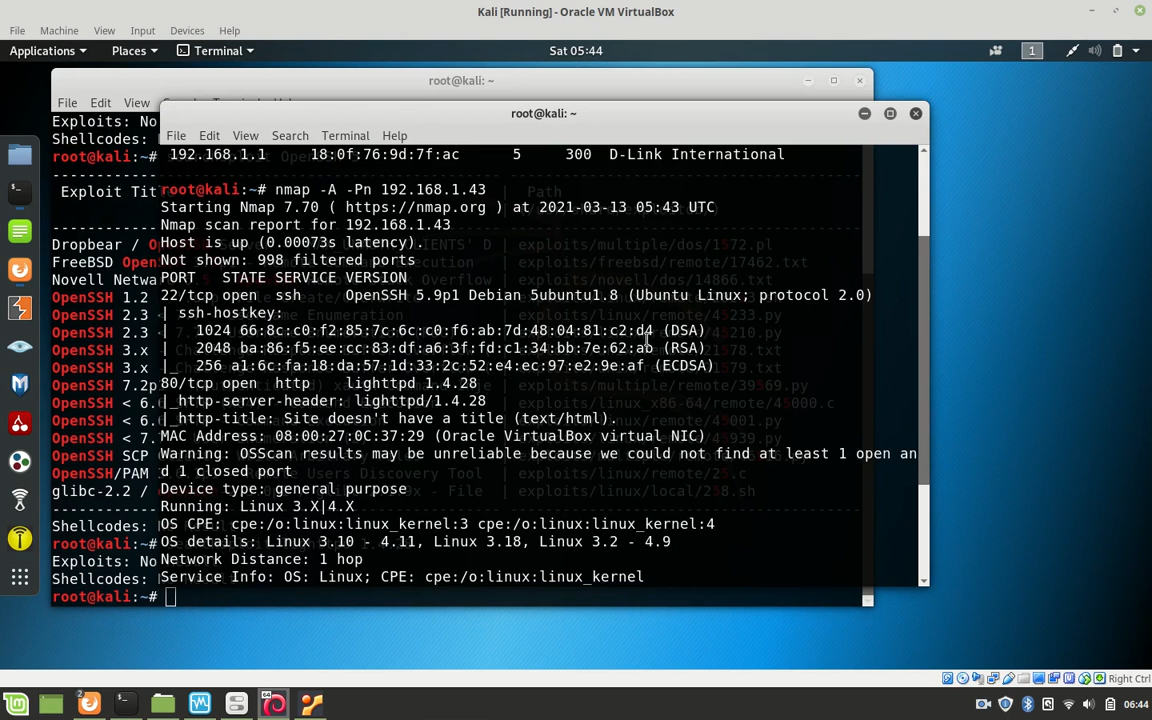 Kali [Running] - Oracle VM VirtualBox
File Machine View Input Devices Help
Applications Places Terminal Sat 05:44 1
root@kali: ~
File Edit View
Exploits: No
Shellcodes:
root@kali:~#
Exploit Tit
| Path
Dropbear /
FreeBSD Open
Novell Netwa
OpenSSH 1.2
OpenSSH 2.3
OpenSSH 2.3
OpenSSH 3.x
OpenSSH 3.x
OpenSSH 7.2p
OpenSSH < 6.
OpenSSH < 6.
OpenSSH < 7.
OpenSSH SCP
OpenSSH/PAM
glibc-2.2 /
Shellcodes:
root@kali:~#
Exploits: No
Shellcodes:
root@kali:~#
root@kali: ~
File Edit View Search Terminal Help
192.168.1.1 18:0f:76:9d:7f:ac 5 300 D-Link International
root@kali:~# nmap -A -Pn 192.168.1.43
Starting Nmap 7.70 ( https://nmap.org ) at 2021-03-13 05:43 UTC
Nmap scan report for 192.168.1.43
Host is up (0.00073s latency).
Not shown: 998 filtered ports
PORT STATE SERVICE VERSION
22/tcp open ssh OpenSSH 5.9p1 Debian 5ubuntu1.8 (Ubuntu Linux; protocol 2.0)
| ssh-hostkey:
| 1024 66:8c:c0:f2:85:7c:6c:c0:f6:ab:7d:48:04:81:c2:d4 (DSA)
| 2048 ba:86:f5:ee:cc:83:df:a6:3f:fd:c1:34:bb:7e:62:ab (RSA)
|_ 256 a1:6c:fa:18:da:57:1d:33:2c:52:e4:ec:97:e2:9e:af (ECDSA)
80/tcp open http lighttpd 1.4.28
|_http-server-header: lighttpd/1.4.28
|_http-title: Site doesn't have a title (text/html).
MAC Address: 08:00:27:0C:37:29 (Oracle VirtualBox virtual NIC)
Warning: OSScan results may be unreliable because we could not find at least 1 open an
d 1 closed port
Device type: general purpose
Running: Linux 3.X|4.X
OS CPE: cpe:/o:linux:linux_kernel:3 cpe:/o:linux:linux_kernel:4
OS details: Linux 3.10 - 4.11, Linux 3.18, Linux 3.2 - 4.9
Network Distance: 1 hop
Service Info: OS: Linux; CPE: cpe:/o:linux:linux_kernel
Right Ctrl
2
64
06:44